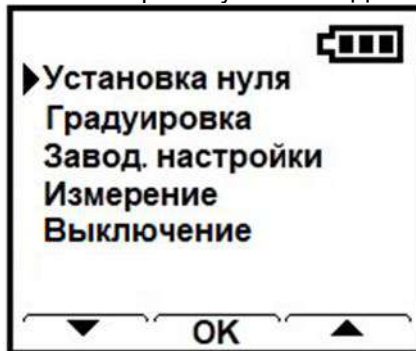 Установка нуля
Градуировка
Завод. настройки
Измерение
Выключение
OK